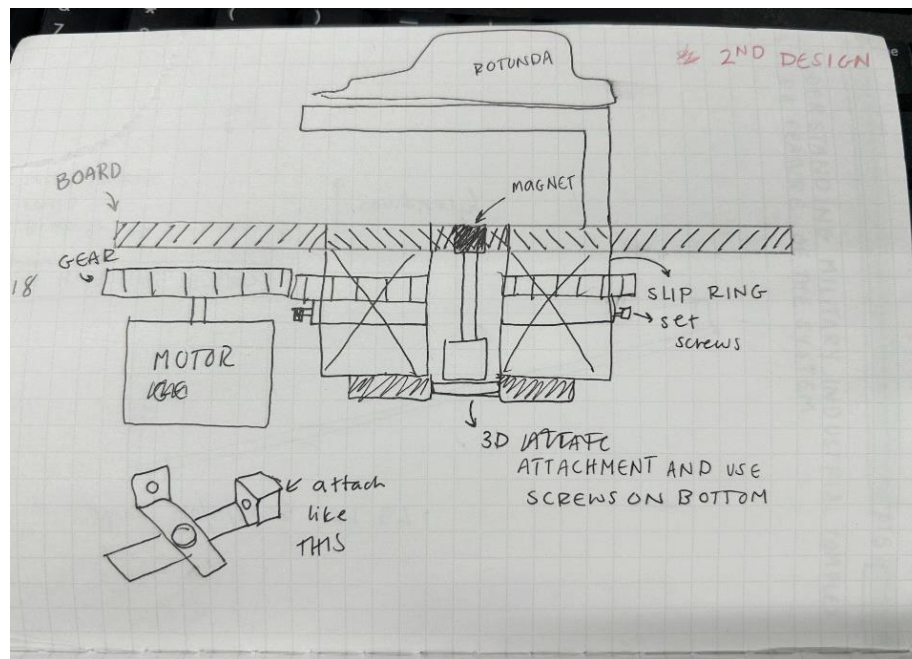 2ND DESIGN
ROTUNDA
MAGNET
BOARD
GEAR
18
SLIP RING
set
screws
MOTOR
3D
ATTACHMENT AND USE
SCREWS ON BOTTOM
attach
like
THIS